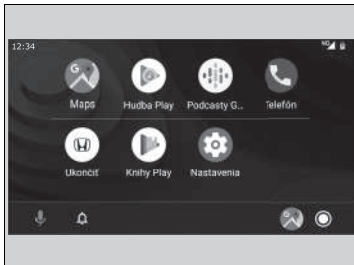 12:34
Maps Hudba Play Podcasty G... Telefón
Ukončiť Knihy Play Nastavenia